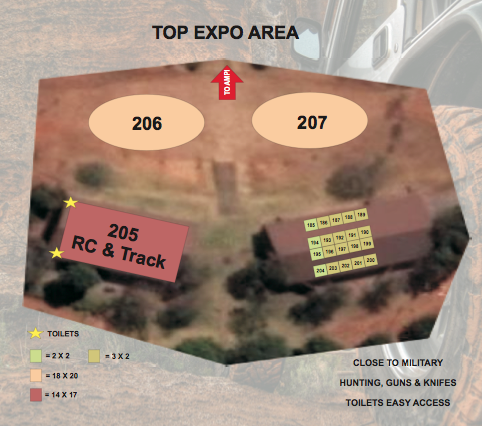 TOP EXPO AREA
TO AMPI
206
207
205
RC & Track
185 186 187 188 189
194 193 192 191 190
195 196 197 198 199
204 203 202 201 200
TOILETS
= 2 X 2
= 3 X 2
= 18 X 20
= 14 X 17
CLOSE TO MILITARY
HUNTING, GUNS & KNIFES
TOILETS EASY ACCESS